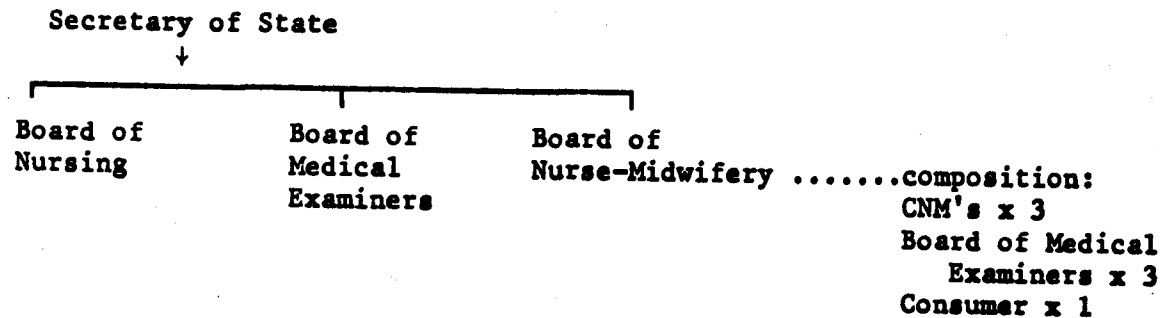 Secretary of State
↓
Board of
Nursing
Board of
Medical
Examiners
Board of
Nurse-Midwifery .......composition:
CNM's x 3
Board of Medical
Examiners x 3
Consumer x 1